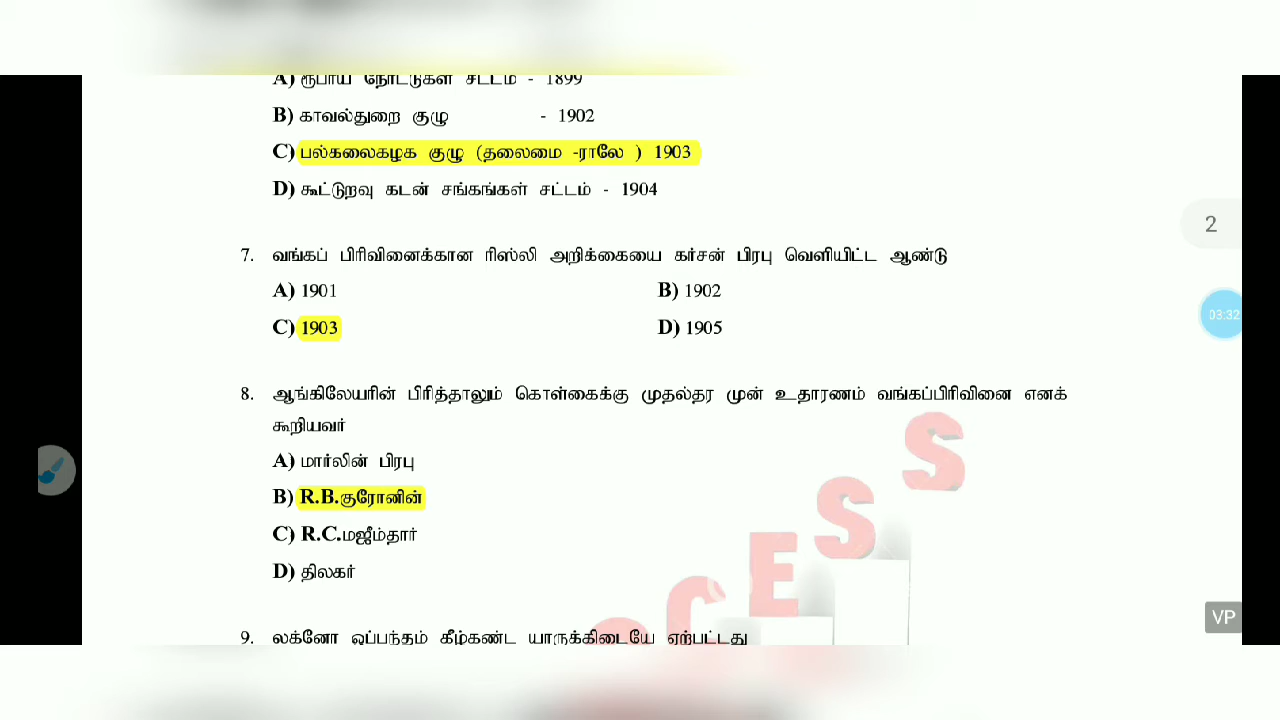 A) ரூபாய் நோட்டுகள் சட்டம் - 1899
B) காவல்துறை குழு - 1902
C) பல்கலைகழக குழு (தலைமை -ராலே ) 1903
D) கூட்டுறவு கடன் சங்கங்கள் சட்டம் - 1904
7. வங்கப் பிரிவினைக்கான ரிஸ்லி அறிக்கையை கர்சன் பிரபு வெளியிட்ட ஆண்டு
A) 1901 B) 1902
C) 1903 D) 1905
8. ஆங்கிலேயரின் பிரித்தாலும் கொள்கைக்கு முதல்தர முன் உதாரணம் வங்கப்பிரிவினை எனக்
கூறியவர்
A) மார்லின் பிரபு
B) R.B.குரோனின்
C) R.C.மஜீம்தார்
D) திலகர்
9. லக்னோ ஒப்பந்தம் கீழ்கண்ட யாருக்கிடையே ஏற்பட்டது
2
03:32
VP
CESS